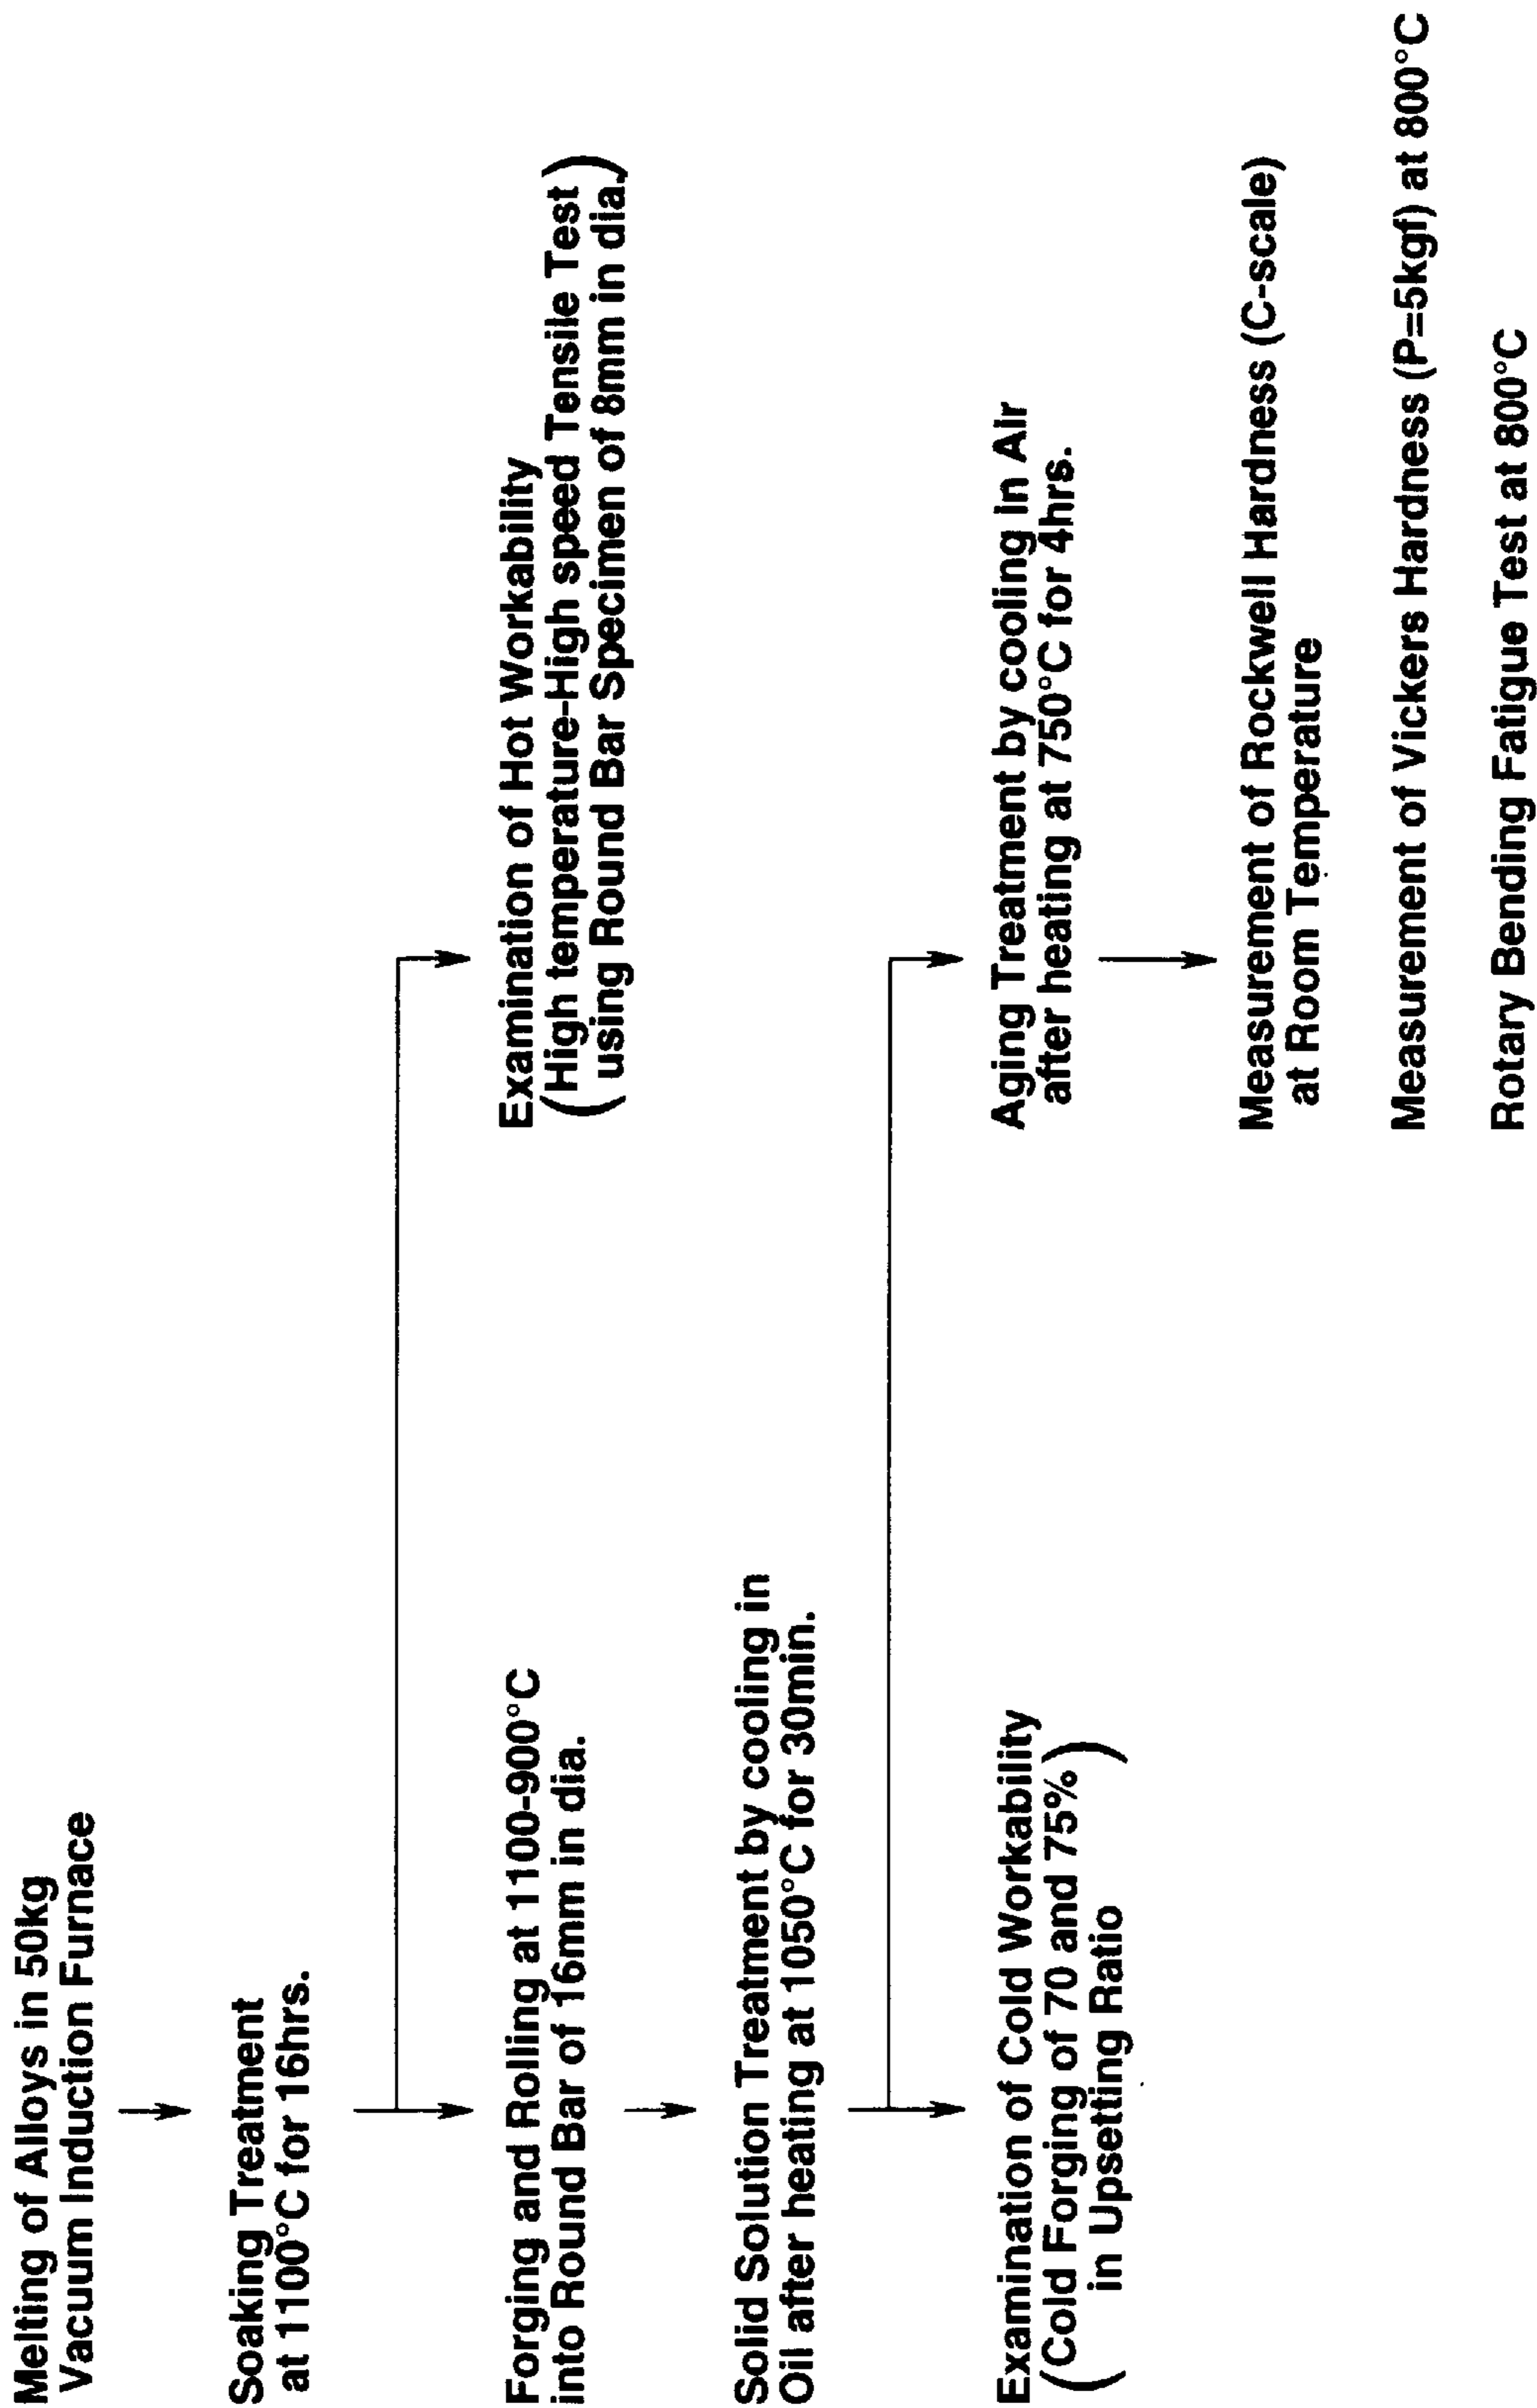 Melting of Alloys in 50kg
Vacuum Induction Furnace
Soaking Treatment
at 1100°C for 16hrs.
Forging and Rolling at 1100-900°C
into Round Bar of 16mm in dia.
Examination of Hot Workability
(High temperature-High speed Tensile Test
using Round Bar Specimen of 8mm in dia.)
Solid Solution Treatment by cooling in
Oil after heating at 1050°C for 30min.
Examination of Cold Workability
(Cold Forging of 70 and 75%
in Upsetting Ratio)
Aging Treatment by cooling in Air
after heating at 750°C for 4hrs.
Measurement of Rockwell Hardness (C-scale)
at Room Temperature
Measurement of Vickers Hardness (P=5kgf) at 800°C
Rotary Bending Fatigue Test at 800°C